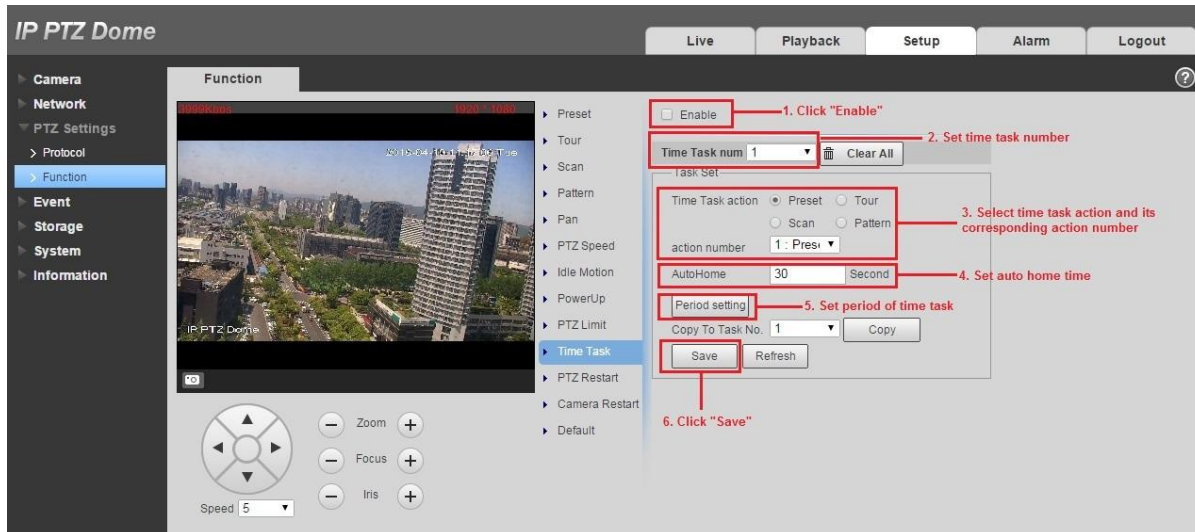 IP PTZ Dome
Live
Playback
Setup
Alarm
Logout
Camera
Network
PTZ Settings
Protocol
Function
Event
Storage
System
Information
Function
1920 * 1080
IP PTZ Dome
Speed 5
Zoom
Focus
Iris
Preset
Tour
Scan
Pattern
Pan
PTZ Speed
Idle Motion
PowerUp
PTZ Limit
Time Task
PTZ Restart
Camera Restart
Default
Enable
1. Click "Enable"
2. Set time task number
Time Task num 1
Clear All
Task Set
Time Task action Preset Tour
Scan Pattern
3. Select time task action and its
corresponding action number
action number 1 : Prese
AutoHome 30 Second
4. Set auto home time
Period setting
5. Set period of time task
Copy To Task No. 1 Copy
Save Refresh
6. Click "Save"